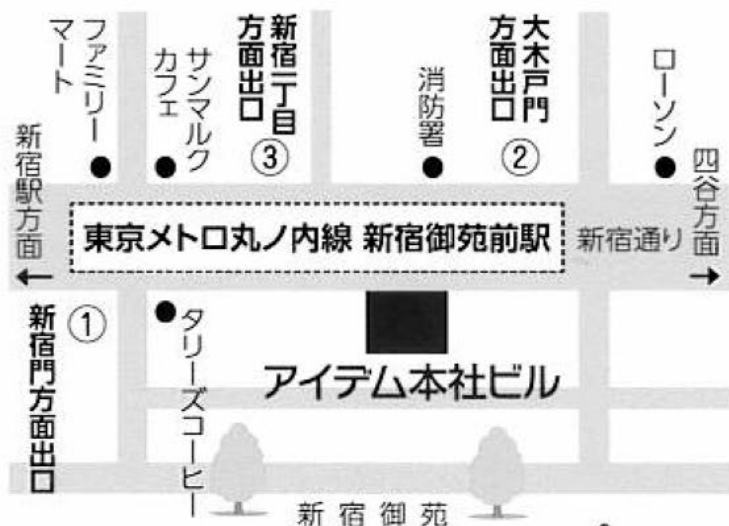 ファミリー
マート
サンマルク
カフェ
新宿一丁目
方面出口
③
消防署
大木戸門
方面出口
②
ローソン
新宿駅方面
←
東京メトロ丸ノ内線 新宿御苑前駅
新宿通り
四谷方面
→
①
新宿門方面出口
タリーズコーヒー
アイデム本社ビル
新宿御苑